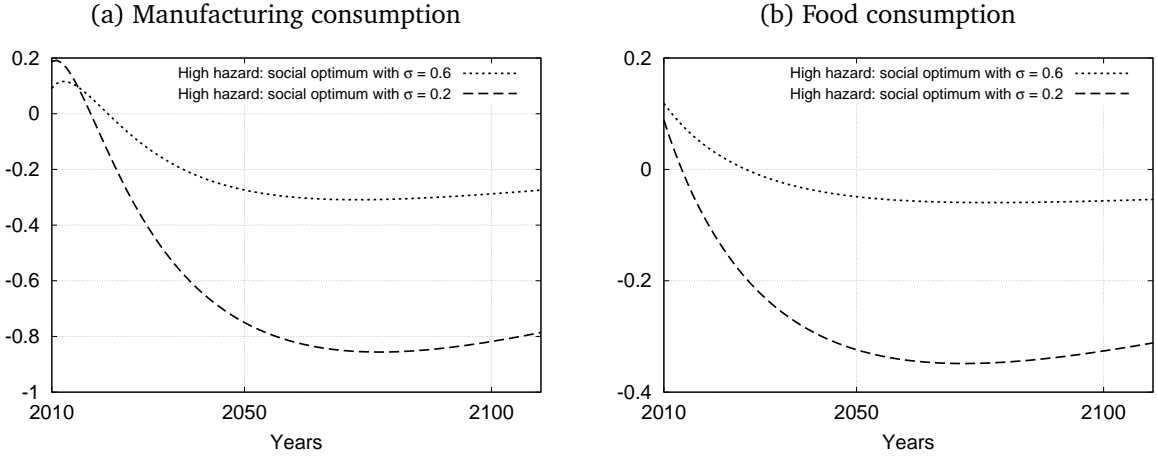 (a) Manufacturing consumption
0.2
High hazard: social optimum with σ = 0.6
High hazard: social optimum with σ = 0.2
0
-0.2
-0.4
-0.6
-0.8
-1
2010
2050
2100
Years
(b) Food consumption
0.2
High hazard: social optimum with σ = 0.6
High hazard: social optimum with σ = 0.2
0
-0.2
-0.4
2010
2050
2100
Years